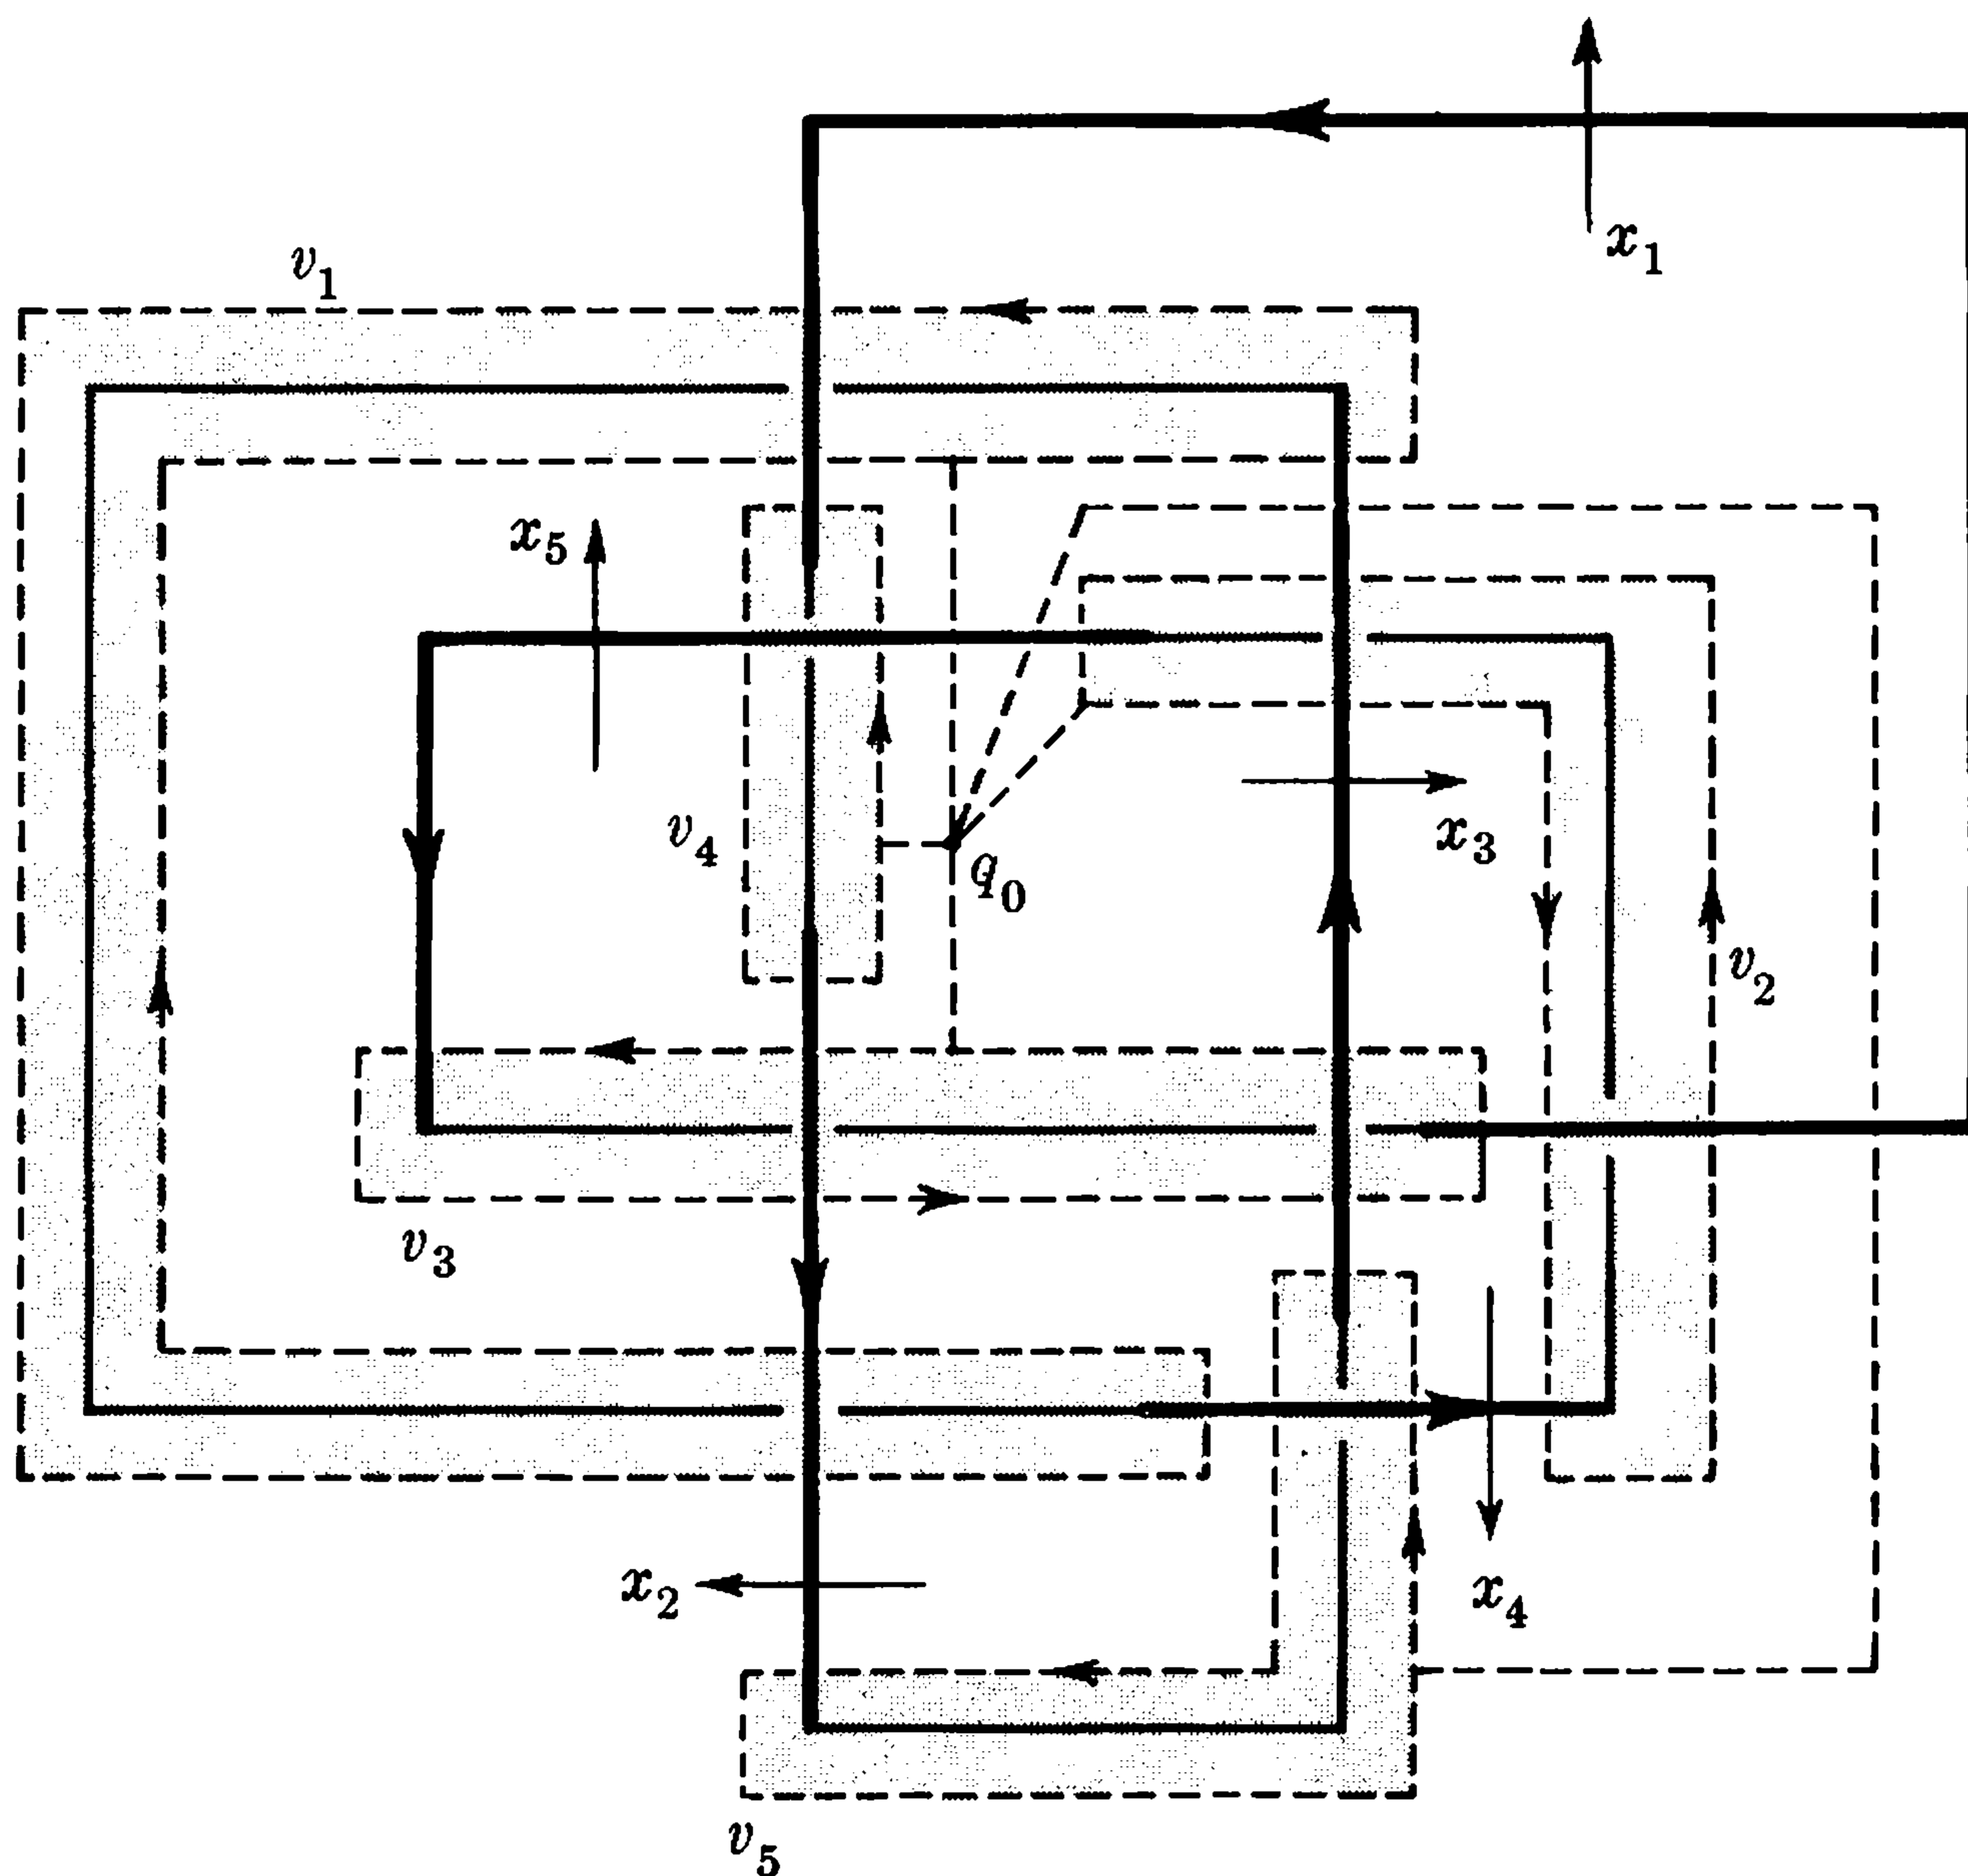 x₁
v₁
x₅
v₄
x₃
q₀
v₂
v₃
x₂
x₄
v₅